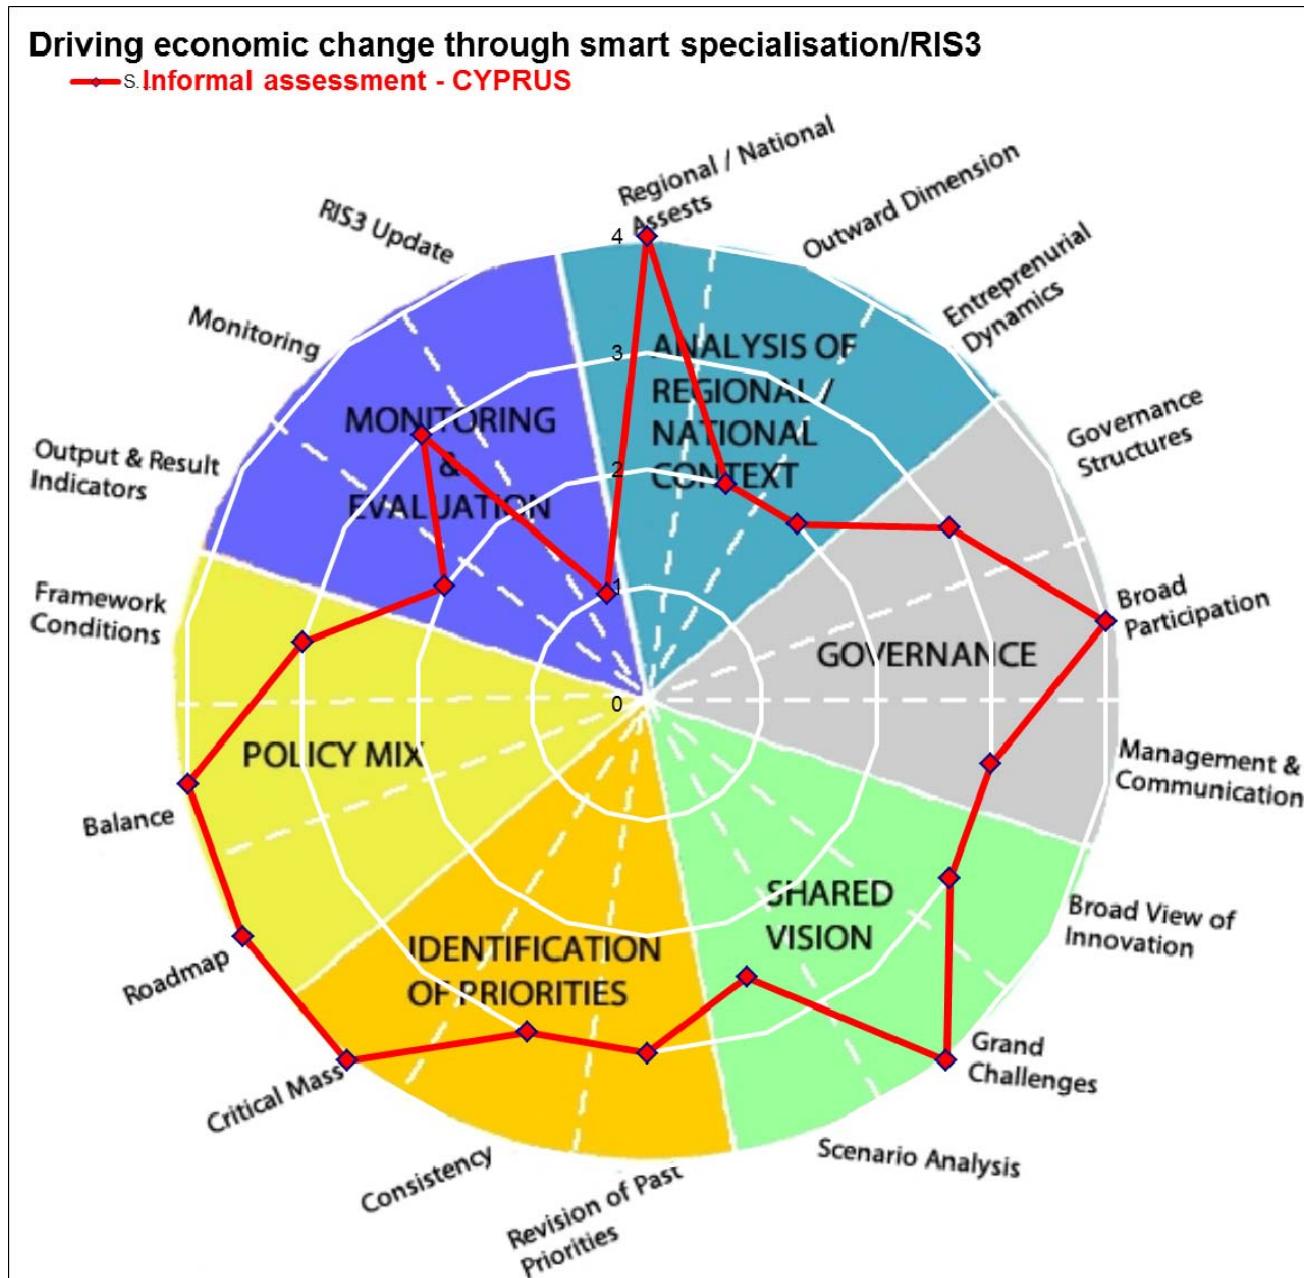 Driving economic change through smart specialisation/RIS3
S. Informal assessment - CYPRUS
Regional / National
Assests
Outward Dimension
Entreprenurial
Dynamics
Governance
Structures
Broad
Participation
Management &
Communication
Broad View of
Innovation
Grand
Challenges
Scenario Analysis
Revision of Past
Priorities
Consistency
Critical Mass
Roadmap
Balance
Framework
Conditions
Output & Result
Indicators
Monitoring
RIS3 Update
4
3
2
1
0
ANALYSIS OF
REGIONAL /
NATIONAL
CONTEXT
GOVERNANCE
SHARED
VISION
IDENTIFICATION
OF PRIORITIES
POLICY MIX
MONITORING
&
EVALUATION